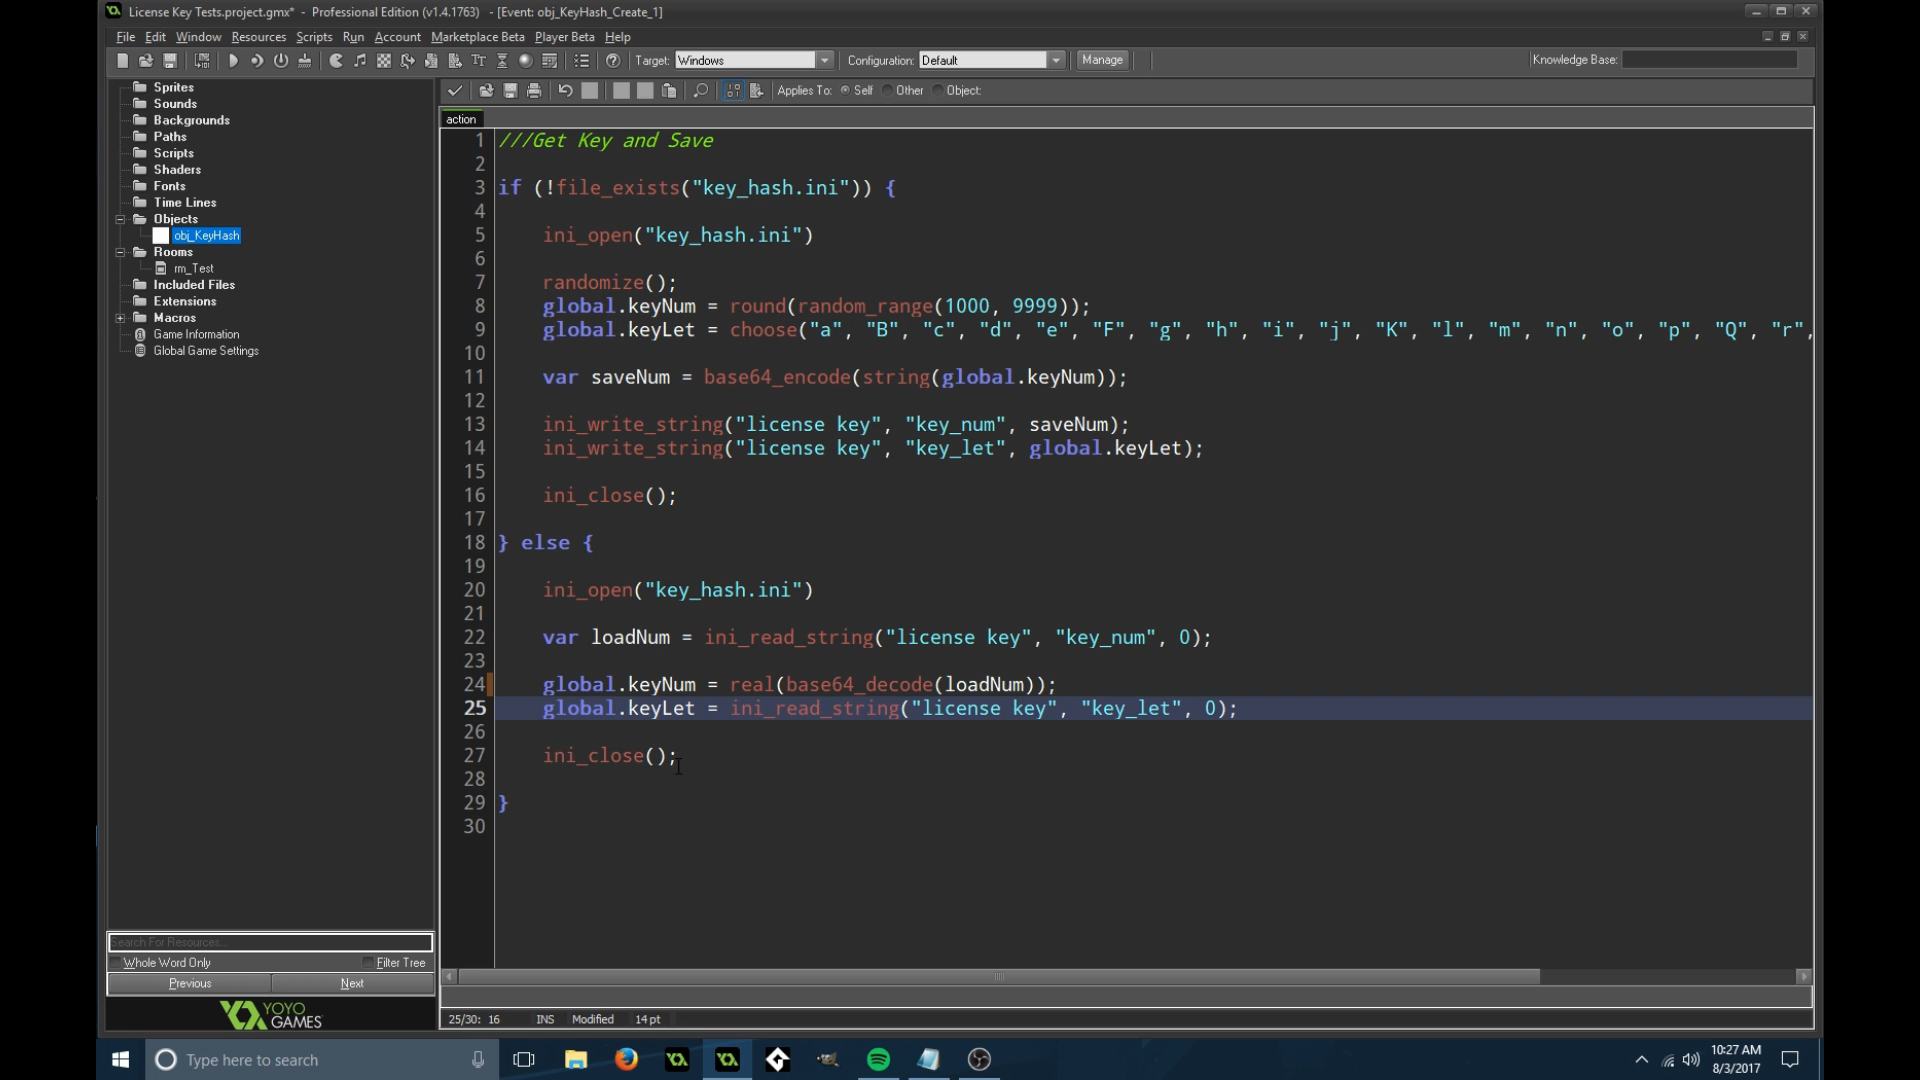 License Key Tests.project.gmx* - Professional Edition (v1.4.1763) - [Event: obj_KeyHash_Create_1]
File Edit Window Resources Scripts Run Account Marketplace Beta Player Beta Help
Target: Windows Configuration: Default Manage Knowledge Base:
Applies To: Self Other Object:
Sprites
Sounds
Backgrounds
Paths
Scripts
Shaders
Fonts
Time Lines
Objects
obj_KeyHash
Rooms
rm_Test
Included Files
Extensions
Macros
Game Information
Global Game Settings
Search For Resources...
Whole Word Only Filter Tree
Previous Next
YOYO
GAMES
action
1 ///Get Key and Save
2
3 if (!file_exists("key_hash.ini")) {
4
5 ini_open("key_hash.ini")
6
7 randomize();
8 global.keyNum = round(random_range(1000, 9999));
9 global.keyLet = choose("a", "B", "c", "d", "e", "F", "g", "h", "i", "j", "K", "l", "m", "n", "o", "p", "Q", "r",
10
11 var saveNum = base64_encode(string(global.keyNum));
12
13 ini_write_string("license key", "key_num", saveNum);
14 ini_write_string("license key", "key_let", global.keyLet);
15
16 ini_close();
17
18 } else {
19
20 ini_open("key_hash.ini")
21
22 var loadNum = ini_read_string("license key", "key_num", 0);
23
24 global.keyNum = real(base64_decode(loadNum));
25 global.keyLet = ini_read_string("license key", "key_let", 0);
26
27 ini_close();
28
29 }
30
25/30: 16 INS Modified 14 pt
Type here to search
10:27 AM
8/3/2017